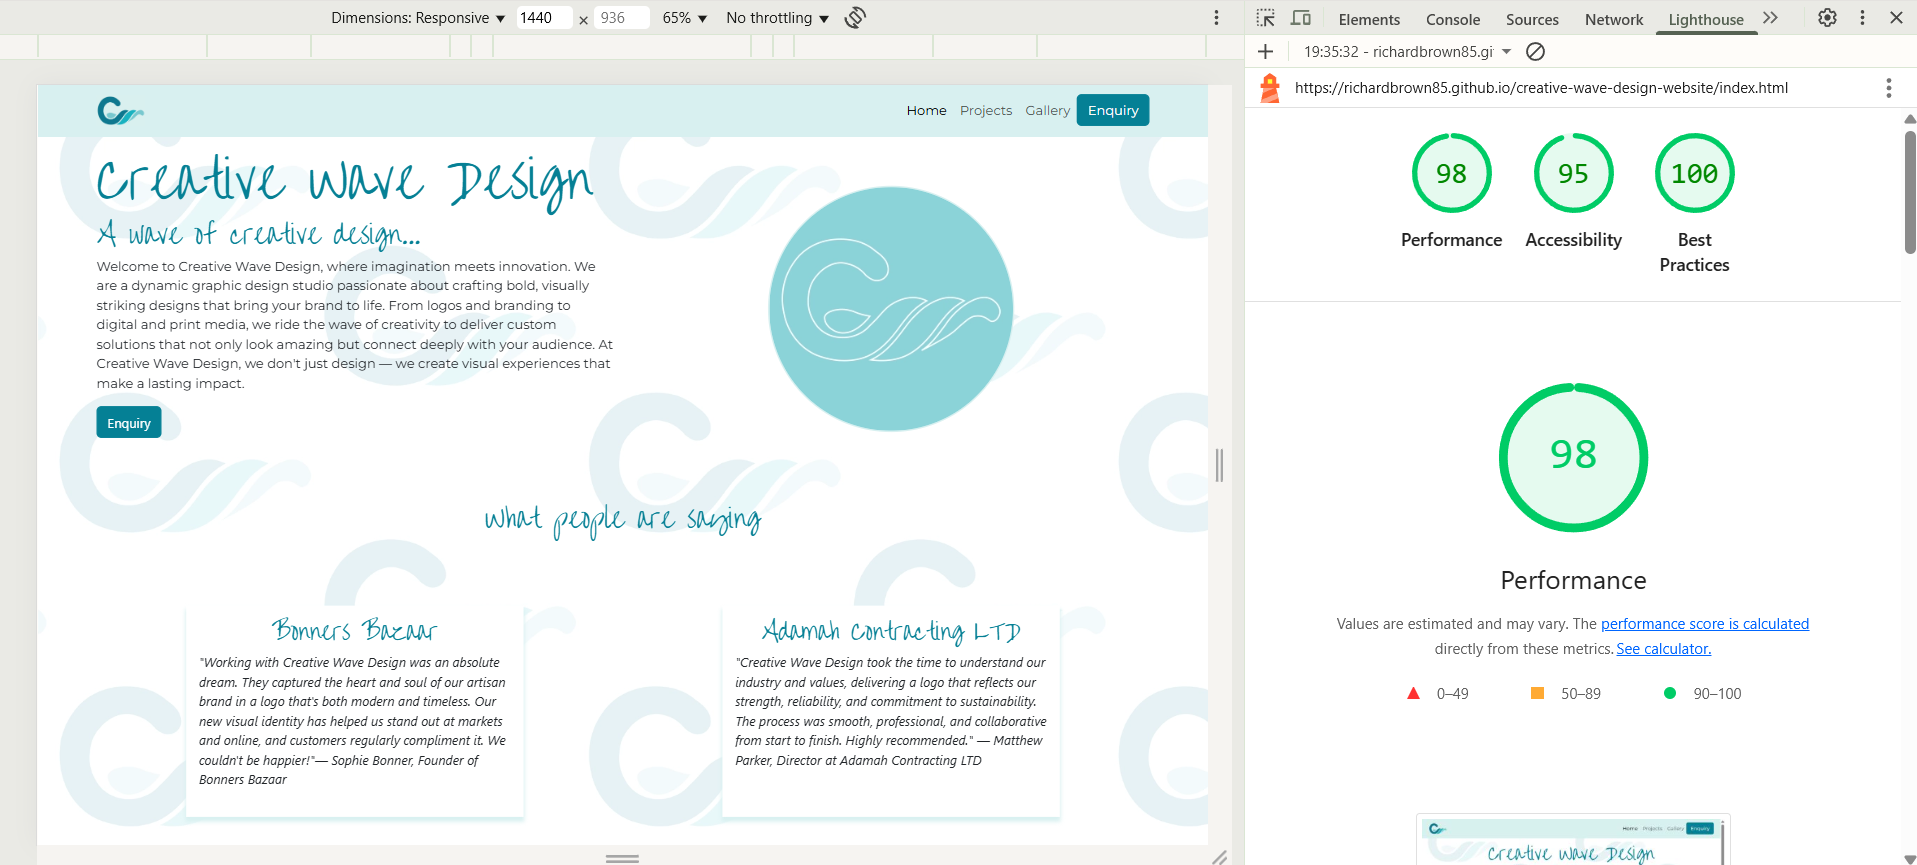 Dimensions: Responsive ▼ 1440 × 936 65% ▼ No throttling ▼
Elements Console Sources Network Lighthouse
19:35:32 - richardbrown85.gi
https://richardbrown85.github.io/creative-wave-design-website/index.html
Home Projects Gallery Enquiry
Creative Wave Design
A wave of creative design...
Welcome to Creative Wave Design, where imagination meets innovation. We
are a dynamic graphic design studio passionate about crafting bold, visually
striking designs that bring your brand to life. From logos and branding to
digital and print media, we ride the wave of creativity to deliver custom
solutions that not only look amazing but connect deeply with your audience. At
Creative Wave Design, we don't just design — we create visual experiences that
make a lasting impact.
Enquiry
What people are saying
Bonners Bazaar
"Working with Creative Wave Design was an absolute
dream. They captured the heart and soul of our artisan
brand in a logo that's both modern and timeless. Our
new visual identity has helped us stand out at markets
and online, and customers regularly compliment it. We
couldn't be happier!"— Sophie Bonner, Founder of
Bonners Bazaar
Adamah Contracting LTD
"Creative Wave Design took the time to understand our
industry and values, delivering a logo that reflects our
strength, reliability, and commitment to sustainability.
The process was smooth, professional, and collaborative
from start to finish. Highly recommended." — Matthew
Parker, Director at Adamah Contracting LTD
98 95 100
Performance Accessibility Best
Practices
98
Performance
Values are estimated and may vary. The performance score is calculated
directly from these metrics. See calculator.
0–49 50–89 90–100
Home Projects Gallery Enquiry
Creative Wave Design